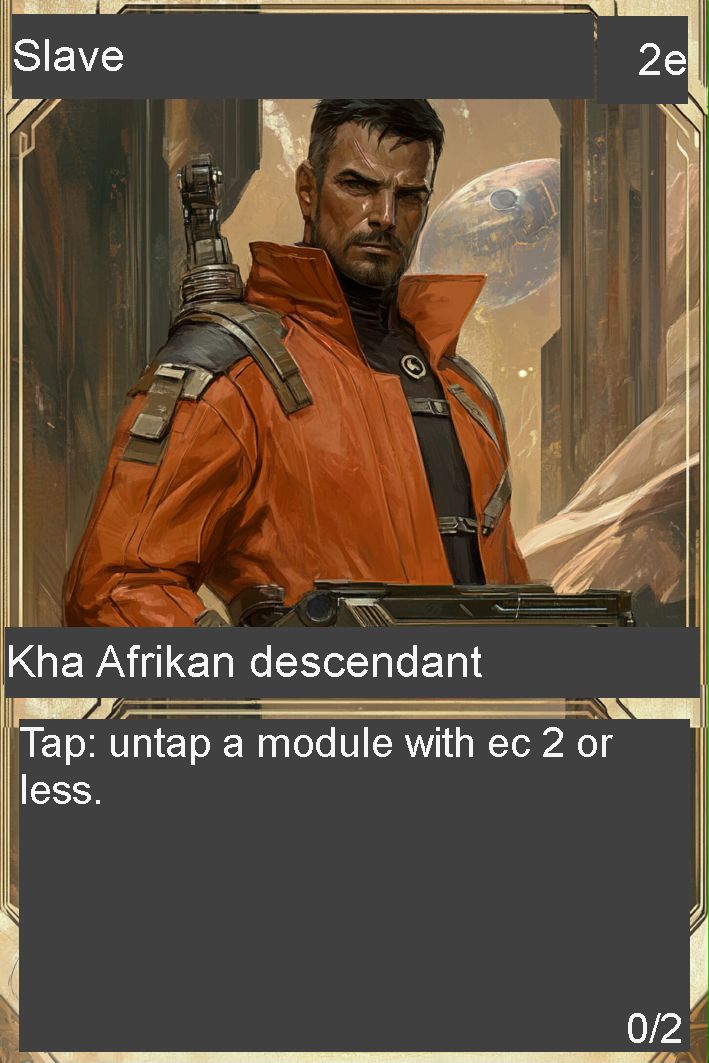 Slave
2e
Kha Afrikan descendant
Tap: untap a module with ec 2 or
less.
0/2